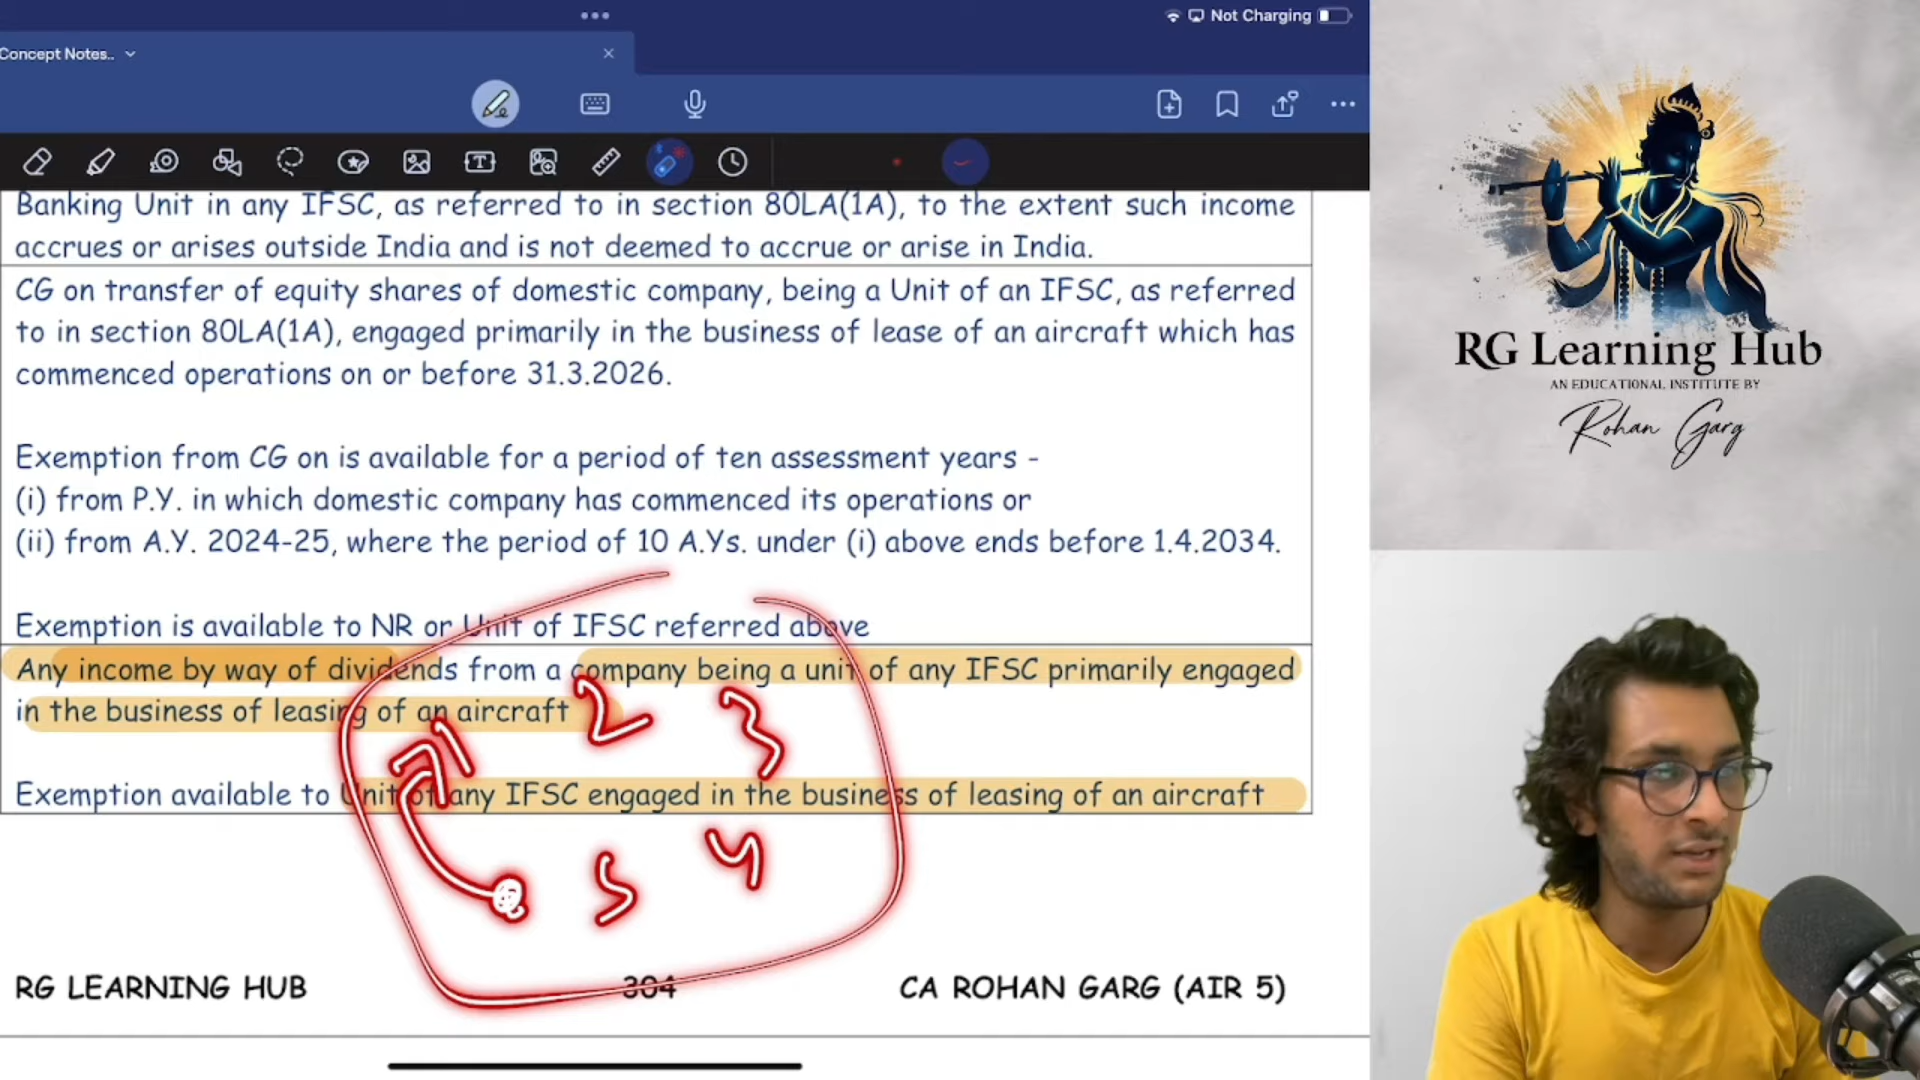 Not Charging
Concept Notes..
Banking Unit in any IFSC, as referred to in section 80LA(1A), to the extent such income
accrues or arises outside India and is not deemed to accrue or arise in India.
CG on transfer of equity shares of domestic company, being a Unit of an IFSC, as referred
to in section 80LA(1A), engaged primarily in the business of lease of an aircraft which has
commenced operations on or before 31.3.2026.
Exemption from CG on is available for a period of ten assessment years -
(i) from P.Y. in which domestic company has commenced its operations or
(ii) from A.Y. 2024-25, where the period of 10 A.Ys. under (i) above ends before 1.4.2034.
Exemption is available to NR or Unit of IFSC referred above
Any income by way of dividends from a company being a unit of any IFSC primarily engaged
in the business of leasing of an aircraft
1 2 3
Exemption available to Unit of any IFSC engaged in the business of leasing of an aircraft
5 4
RG LEARNING HUB 304 CA ROHAN GARG (AIR 5)
RG Learning Hub
AN EDUCATIONAL INSTITUTE BY
Rohan Garg